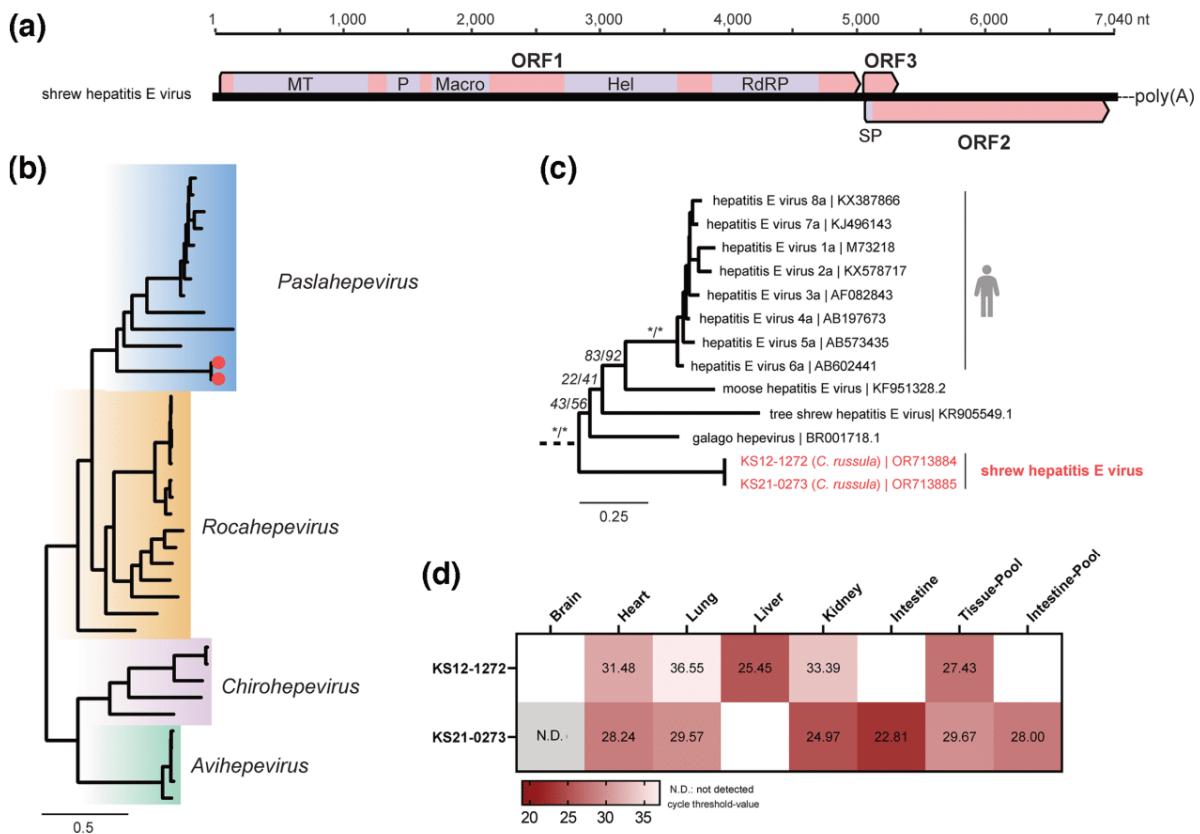 (a)
1 1,000 2,000 3,000 4,000 5,000 6,000 7,040 nt
ORF1 ORF3
MT P Macro Hel RdRP
shrew hepatitis E virus ---poly(A)
SP ORF2
(b)
Paslahepevirus
Rocahepevirus
Chirohepevirus
Avihepevirus
0.5
(c)
hepatitis E virus 8a | KX387866
hepatitis E virus 7a | KJ496143
hepatitis E virus 1a | M73218
hepatitis E virus 2a | KX578717
hepatitis E virus 3a | AF082843
hepatitis E virus 4a | AB197673
hepatitis E virus 5a | AB573435
hepatitis E virus 6a | AB602441
moose hepatitis E virus | KF951328.2
tree shrew hepatitis E virus| KR905549.1
galago hepevirus | BR001718.1
KS12-1272 (C. russula) | OR713884
KS21-0273 (C. russula) | OR713885
shrew hepatitis E virus
*/*
83/92
22/41
43/56
*/*
0.25
(d)
Brain Heart Lung Liver Kidney Intestine Tissue-Pool Intestine-Pool
KS12-1272 31.48 36.55 25.45 33.39 27.43
KS21-0273 N.D. 28.24 29.57 24.97 22.81 29.67 28.00
20 25 30 35
N.D.: not detected
cycle threshold-value